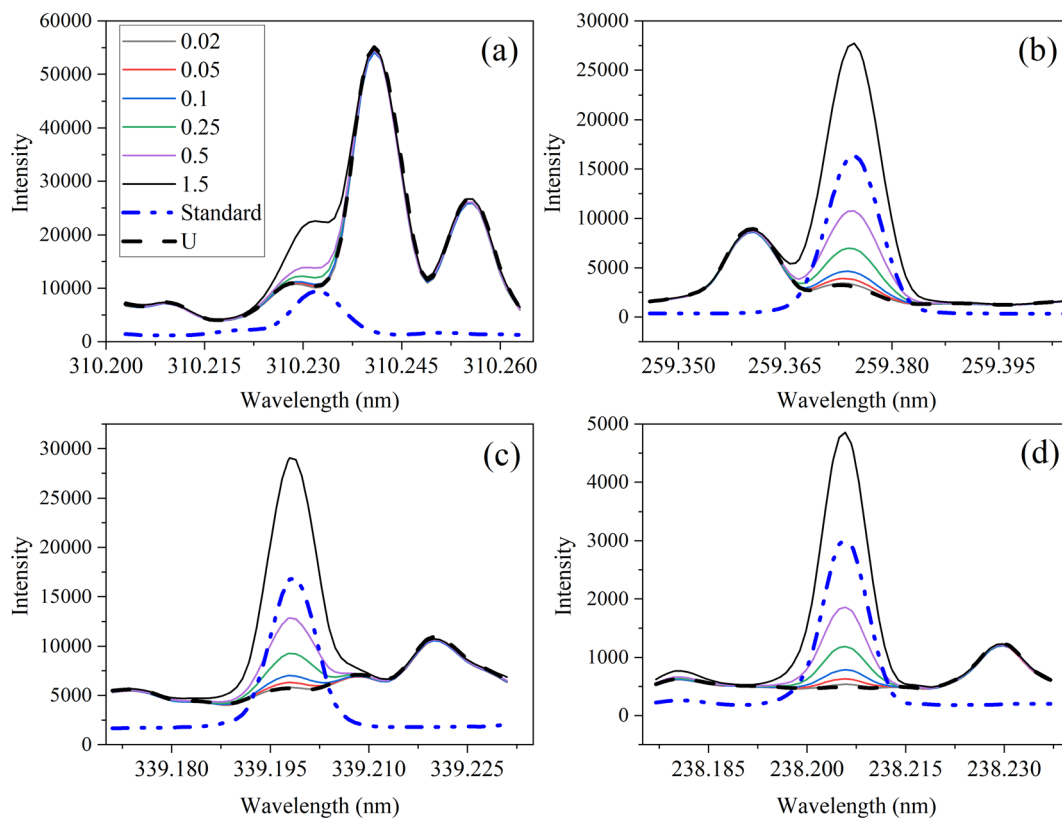 (a)
60000
50000
40000
30000
20000
10000
0
Intensity
0.02
0.05
0.1
0.25
0.5
1.5
Standard
U
310.200 310.215 310.230 310.245 310.260
Wavelength (nm)
(b)
30000
25000
20000
15000
10000
5000
0
Intensity
259.350 259.365 259.380 259.395
Wavelength (nm)
(c)
30000
25000
20000
15000
10000
5000
0
Intensity
339.180 339.195 339.210 339.225
Wavelength (nm)
(d)
5000
4000
3000
2000
1000
0
Intensity
238.185 238.200 238.215 238.230
Wavelength (nm)